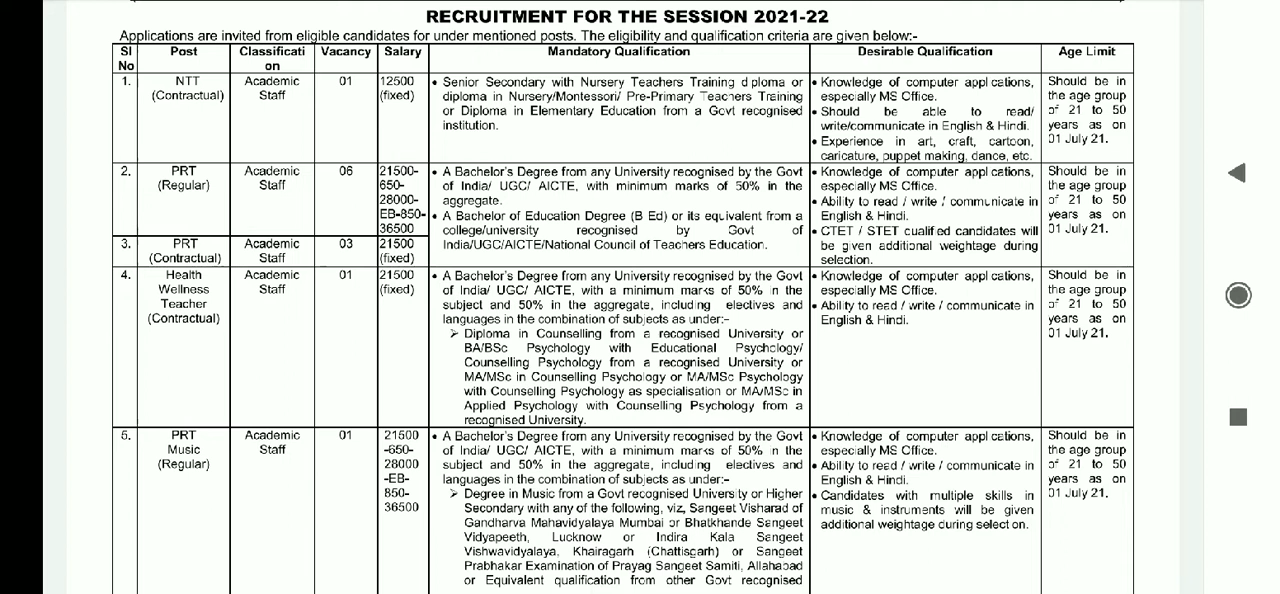 RECRUITMENT FOR THE SESSION 2021-22
Applications are invited from eligible candidates for under mentioned posts. The eligibility and qualification criteria are given below:-
Sl No
Post
Classificati on
Vacancy
Salary
Mandatory Qualification
Desirable Qualification
Age Limit
1.
NTT
(Contractual)
Academic
Staff
01
12500
(fixed)
• Senior Secondary with Nursery Teachers Training diploma or
diploma in Nursery/Montessori/ Pre-Primary Teachers Training
or Diploma in Elementary Education from a Govt recognised
institution.
• Knowledge of computer applications,
especially MS Office.
• Should be able to read/
write/communicate in English & Hindi.
• Experience in art, craft, cartoon,
caricature, puppet making, dance, etc.
Should be in
the age group
of 21 to 50
years as on
01 July 21.
2.
PRT
(Regular)
Academic
Staff
06
21500-
650-
28000-
EB-850-
36500
• A Bachelor's Degree from any University recognised by the Govt
of India/ UGC/ AICTE, with minimum marks of 50% in the
aggregate.
• A Bachelor of Education Degree (B Ed) or its equivalent from a
college/university recognised by Govt of
India/UGC/AICTE/National Council of Teachers Education.
• Knowledge of computer applications,
especially MS Office.
• Ability to read / write / communicate in
English & Hindi.
• CTET / STET cualified candidates will
be given additional weightage during
selection.
Should be in
the age group
of 21 to 50
years as on
01 July 21.
3.
PRT
(Contractual)
Academic
Staff
03
21500
(fixed)
4.
Health
Wellness
Teacher
(Contractual)
Academic
Staff
01
21500
(fixed)
• A Bachelor's Degree from any University recognised by the Govt
of India/ UGC/ AICTE, with a minimum marks of 50% in the
subject and 50% in the aggregate, including electives and
languages in the combination of subjects as under:-
➢ Diploma in Counselling from a recognised University or
BA/BSc Psychology with Educational Psychology/
Counselling Psychology from a recognised University or
MA/MSc in Counselling Psychology or MA/MSc Psychology
with Counselling Psychology as specialisation or MA/MSc in
Applied Psychology with Counselling Psychology from a
recognised University.
• Knowledge of computer applications,
especially MS Office.
• Ability to read / write / communicate in
English & Hindi.
Should be in
the age group
of 21 to 50
years as on
01 July 21.
5.
PRT
Music
(Regular)
Academic
Staff
01
21500
-650-
28000
-EB-
850-
36500
• A Bachelor's Degree from any University recognised by the Govt
of India/ UGC/ AICTE, with a minimum marks of 50% in the
subject and 50% in the aggregate, including electives and
languages in the combination of subjects as under:-
➢ Degree in Music from a Govt recognised University or Higher
Secondary with any of the following, viz, Sangeet Visharad of
Gandharva Mahavidyalaya Mumbai or Bhatkhande Sangeet
Vidyapeeth, Lucknow or Indira Kala Sangeet
Vishwavidyalaya, Khairagarh (Chattisgarh) or Sangeet
Prabhakar Examination of Prayag Sangeet Samiti, Allahabad
or Equivalent qualification from other Govt recognised
• Knowledge of computer applications,
especially MS Office.
• Ability to read / write / communicate in
English & Hindi.
• Candidates with multiple skills in
music & instruments will be given
additional weightage during selection.
Should be in
the age group
of 21 to 50
years as on
01 July 21.